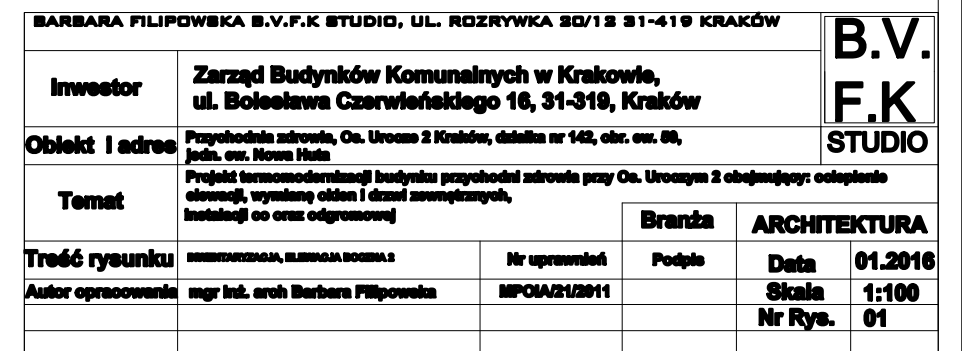 BARBARA FILIPOWSKA B.V.F.K STUDIO, UL. ROZRYWKA 20/12 31-419 KRAKÓW
B.V.
F.K
STUDIO
Inwestor
Zarząd Budynków Komunalnych w Krakowie,
ul. Bolesława Czerwieńskiego 16, 31-319, Kraków
Obiekt i adres
Przychodnia zdrowia, Os. Urocze 2 Kraków, działka nr 142, obr. ew. 59,
jedn. ew. Nowa Huta
Temat
Projekt termomodernizacji budynku przychodni zdrowia przy Os. Uroczym 2 obejmujący: ocieplenie
elewacji, wymianę okien i drzwi zewnętrznych,
instalacji co oraz odgromowej
Branża ARCHITEKTURA
Treść rysunku INWENTARYZACJA, ELEWACJA BOCZNA 2 Nr uprawnień Podpis Data 01.2016
Autor opracowania mgr inż. arch Barbara Filipowska MPOIA/21/2011 Skala 1:100
Nr Rys. 01